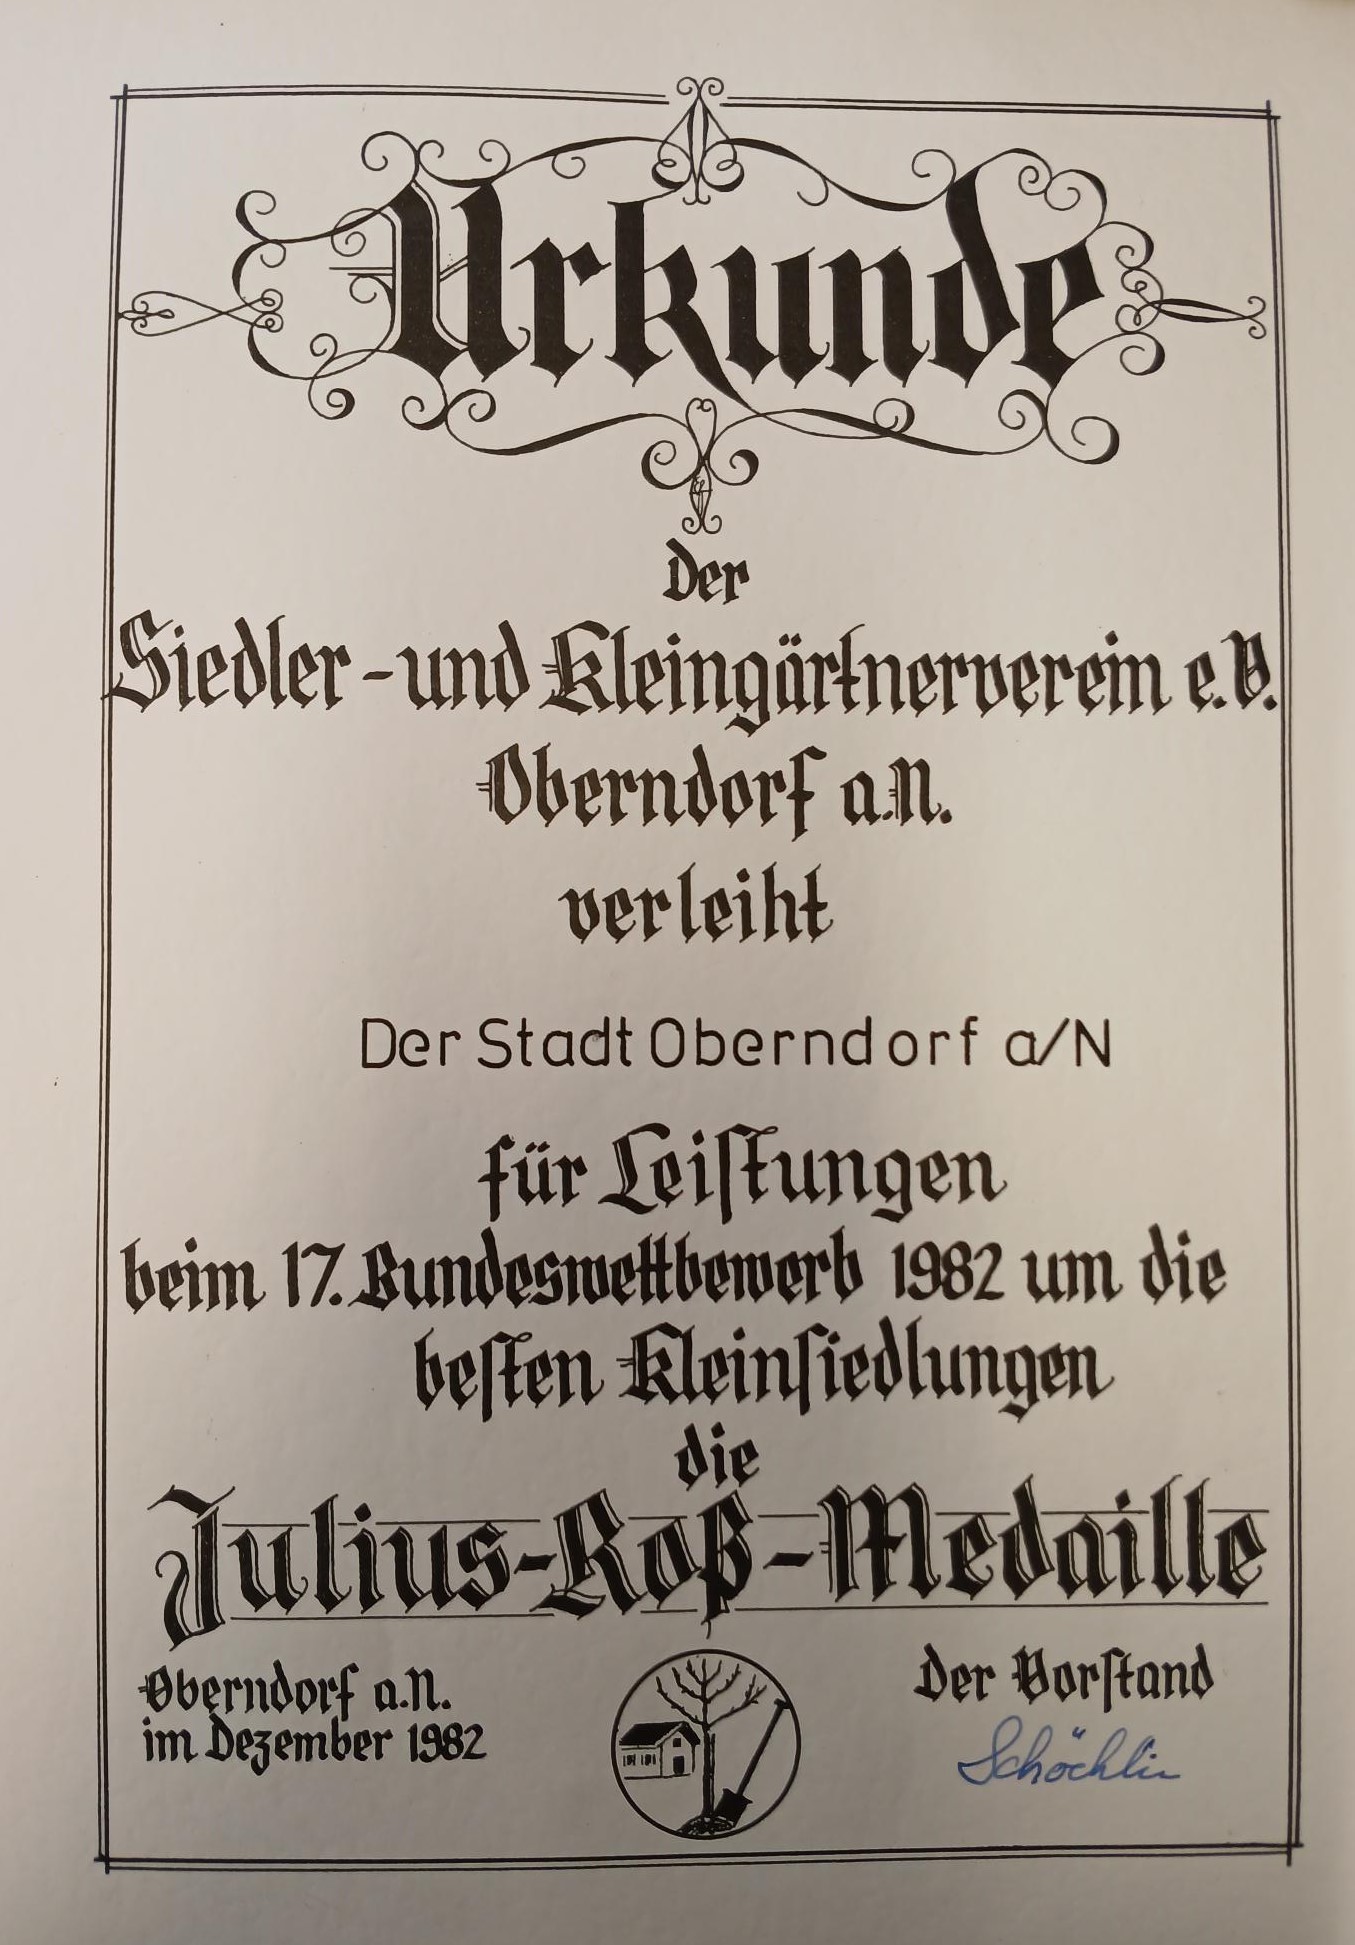 Urkunde
der
Siedler-und Kleingärtnerverein e.V.
Oberndorf a.N.
verleiht
Der Stadt Oberndorf a/N
für Leiſtungen
beim 17. Bundeswettbewerb 1982 um die
beſten Kleinſiedlungen
die
Julius-Roß-Medaille
Oberndorf a.N.
im Dezember 1982
Der Vorſtand
Schöchlin